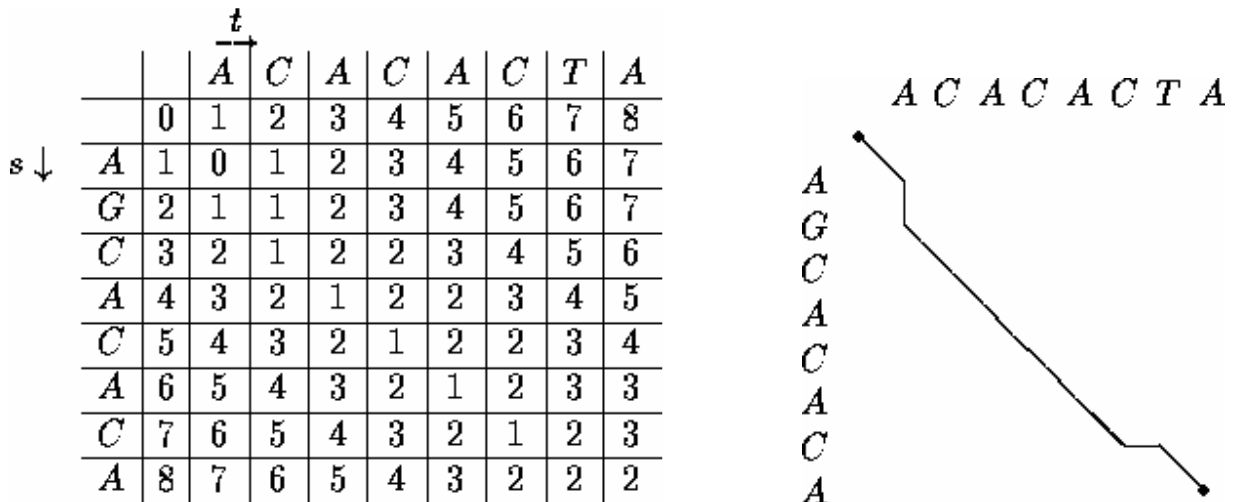 t
A C A C A C T A
0 1 2 3 4 5 6 7 8
s ↓ A 1 0 1 2 3 4 5 6 7
G 2 1 1 2 3 4 5 6 7
C 3 2 1 2 2 3 4 5 6
A 4 3 2 1 2 2 3 4 5
C 5 4 3 2 1 2 2 3 4
A 6 5 4 3 2 1 2 3 3
C 7 6 5 4 3 2 1 2 3
A 8 7 6 5 4 3 2 2 2
A C A C A C T A
A
G
C
A
C
A
C
A